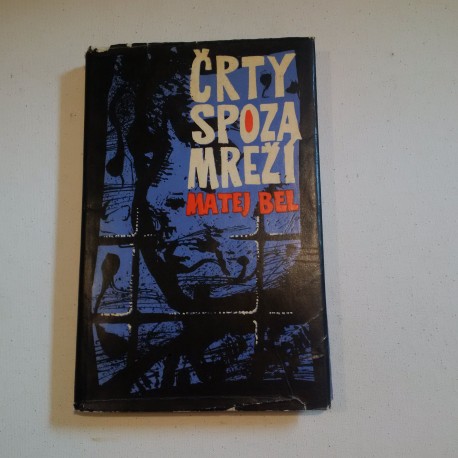 ČRTY
SPOZA
MREŽÍ
MATEJ BEL